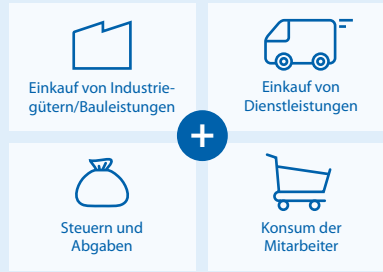 Einkauf von Industrie-
gütern/Bauleistungen
Einkauf von
Dienstleistungen
+
Steuern und
Abgaben
Konsum der
Mitarbeiter